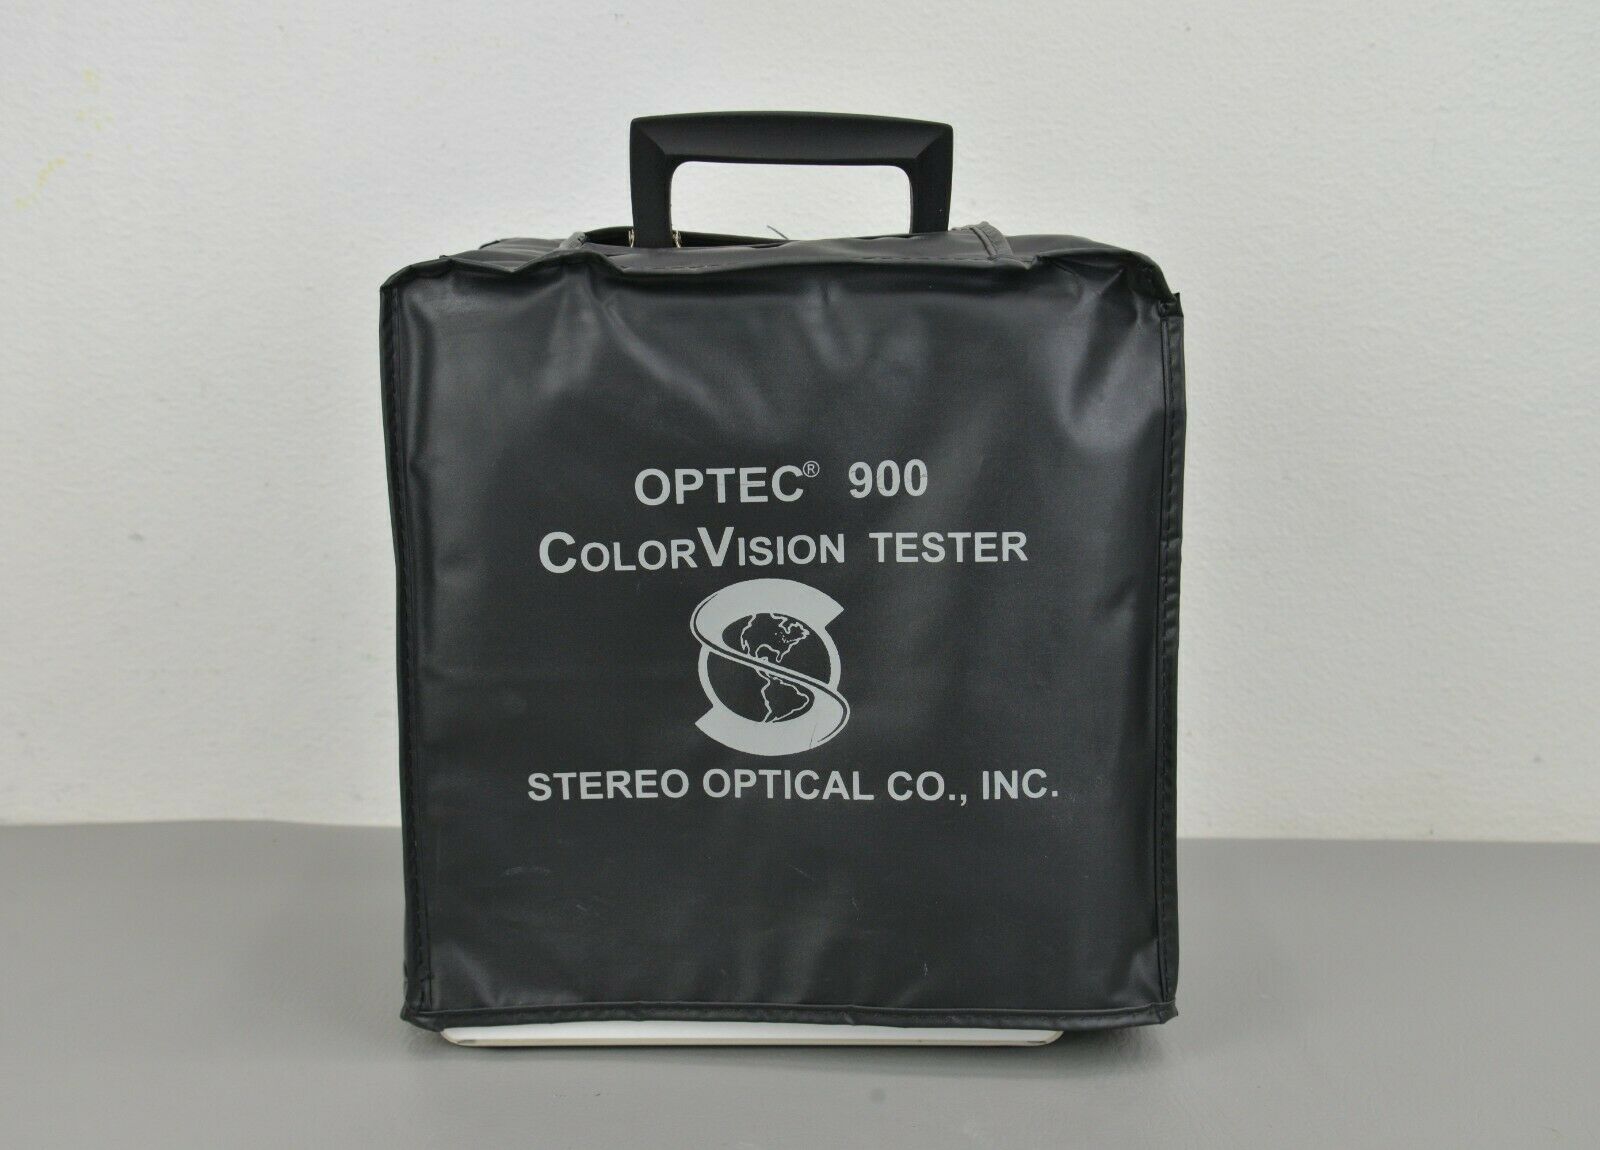 OPTEC® 900
COLORVISION TESTER
STEREO OPTICAL CO., INC.